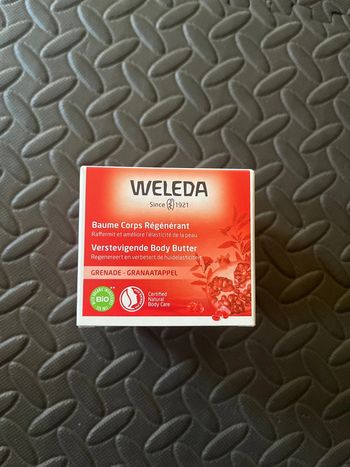 WELEDA
Since 1921
Baume Corps Régénérant
Raffermit et améliore l'élasticité de la peau
Verstevigende Body Butter
Regenereert en verbetert de huidelasticiteit
GRENADE - GRANAATAPPEL
BIO
Certified
Natural
Body Care